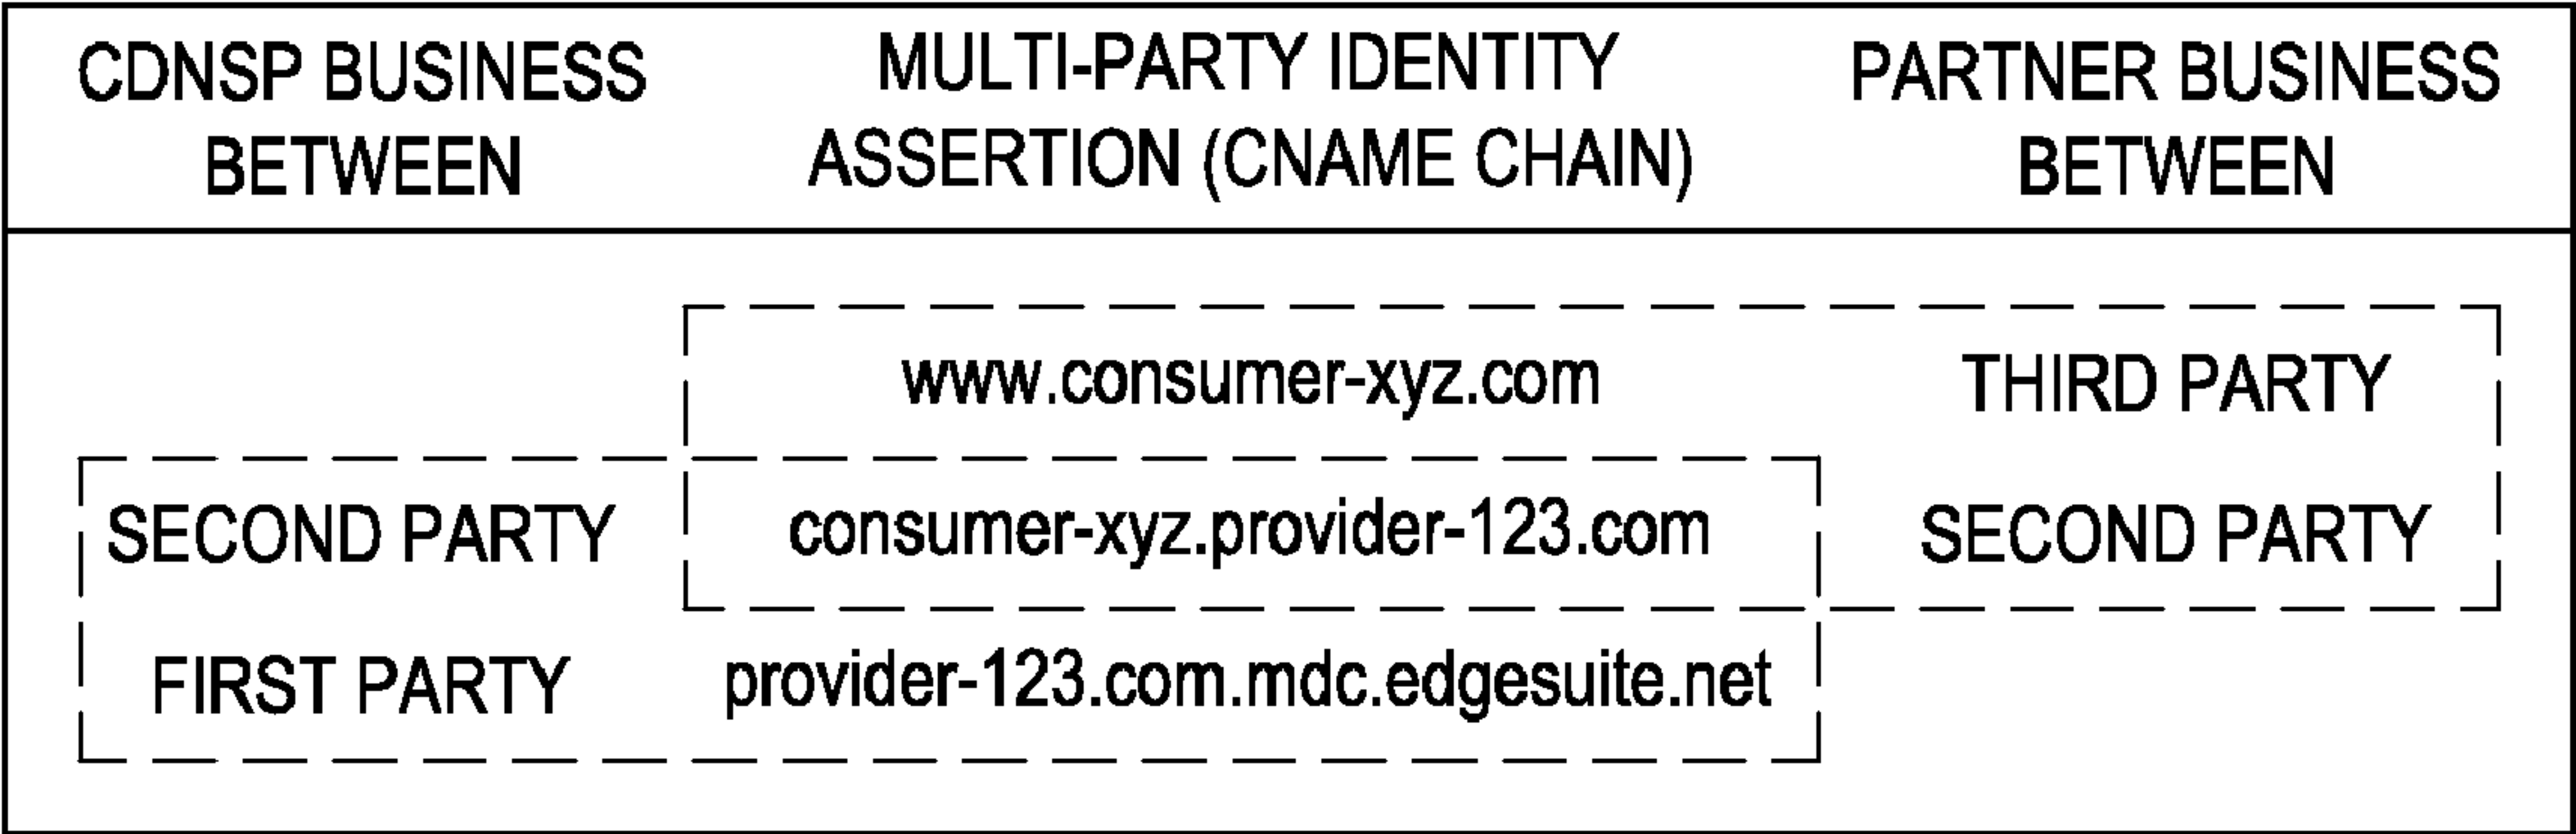 CDNSP BUSINESS
BETWEEN
MULTI-PARTY IDENTITY
ASSERTION (CNAME CHAIN)
PARTNER BUSINESS
BETWEEN
www.consumer-xyz.com
THIRD PARTY
SECOND PARTY
consumer-xyz.provider-123.com
SECOND PARTY
FIRST PARTY
provider-123.com.mdc.edgesuite.net